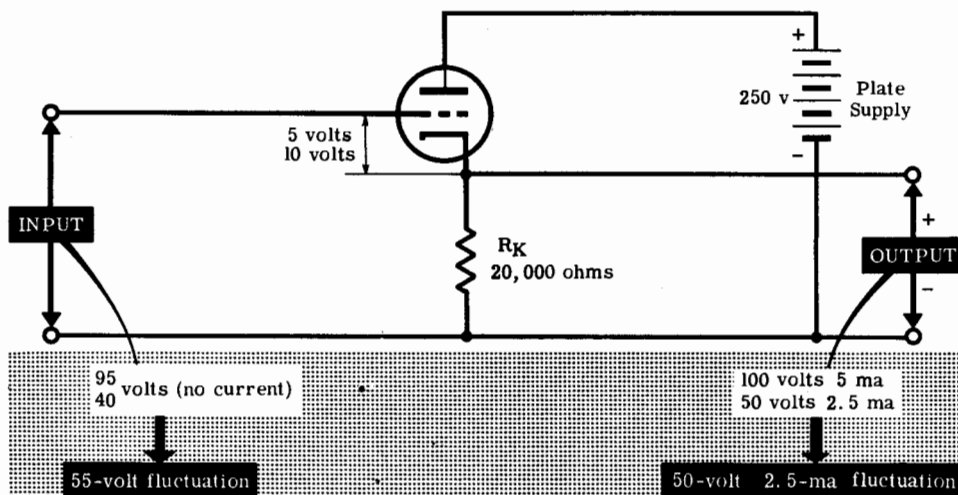 +
250 v
Plate
Supply
-
5 volts
10 volts
INPUT
RK
20,000 ohms
+
OUTPUT
-
95
40
volts (no current)
100 volts 5 ma
50 volts 2.5 ma
55-volt fluctuation
50-volt 2.5-ma fluctuation